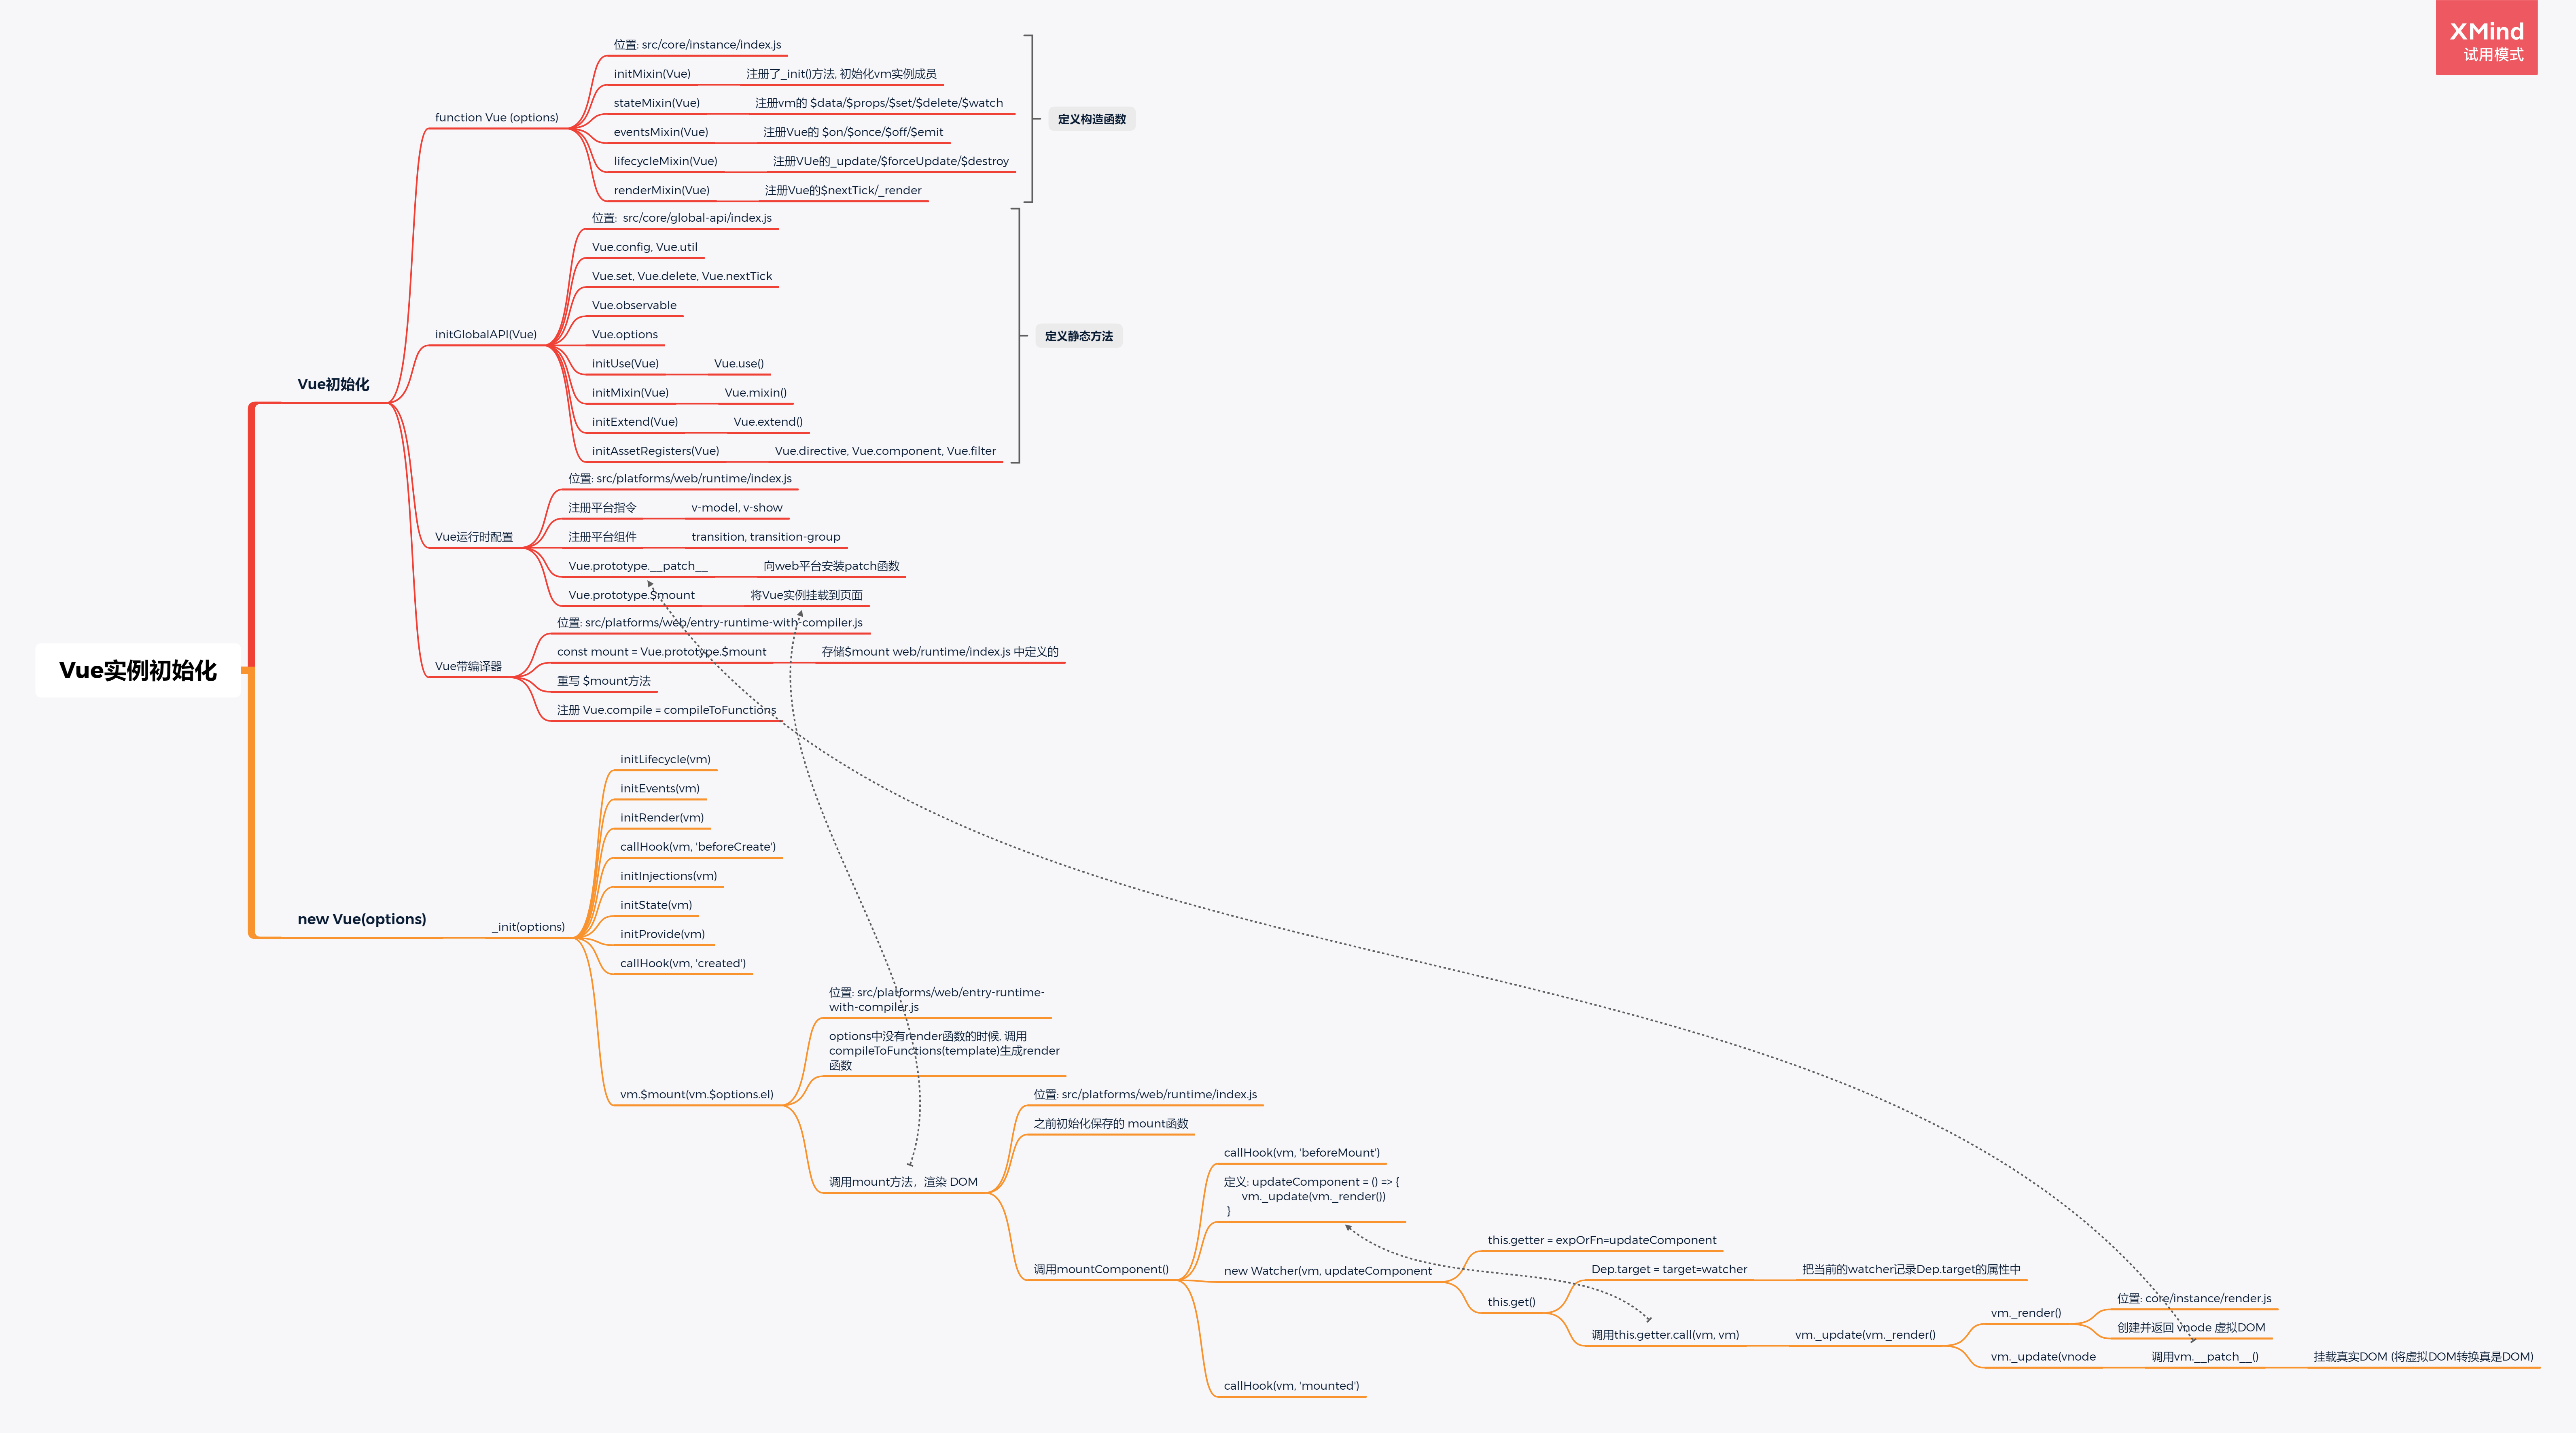 XMind
试用模式
Vue实例初始化
Vue初始化
function Vue (options)
位置: src/core/instance/index.js
initMixin(Vue)
注册了_init()方法, 初始化vm实例成员
stateMixin(Vue)
注册vm的 $data/$props/$set/$delete/$watch
eventsMixin(Vue)
注册Vue的 $on/$once/$off/$emit
lifecycleMixin(Vue)
注册VUe的_update/$forceUpdate/$destroy
renderMixin(Vue)
注册Vue的$nextTick/_render
定义构造函数
initGlobalAPI(Vue)
位置:  src/core/global-api/index.js
Vue.config, Vue.util
Vue.set, Vue.delete, Vue.nextTick
Vue.observable
Vue.options
initUse(Vue)
Vue.use()
initMixin(Vue)
Vue.mixin()
initExtend(Vue)
Vue.extend()
initAssetRegisters(Vue)
Vue.directive, Vue.component, Vue.filter
定义静态方法
Vue运行时配置
位置: src/platforms/web/runtime/index.js
注册平台指令
v-model, v-show
注册平台组件
transition, transition-group
Vue.prototype.__patch__
向web平台安装patch函数
Vue.prototype.$mount
将Vue实例挂载到页面
Vue带编译器
位置: src/platforms/web/entry-runtime-with-compiler.js
const mount = Vue.prototype.$mount
存储$mount web/runtime/index.js 中定义的
重写 $mount方法
注册 Vue.compile = compileToFunctions
new Vue(options)
_init(options)
initLifecycle(vm)
initEvents(vm)
initRender(vm)
callHook(vm, 'beforeCreate')
initInjections(vm)
initState(vm)
initProvide(vm)
callHook(vm, 'created')
vm.$mount(vm.$options.el)
位置: src/platforms/web/entry-runtime-
with-compiler.js
options中没有render函数的时候, 调用
compileToFunctions(template)生成render
函数
调用mount方法，渲染 DOM
位置: src/platforms/web/runtime/index.js
之前初始化保存的 mount函数
调用mountComponent()
callHook(vm, 'beforeMount')
定义: updateComponent = () => {
vm._update(vm._render())
}
new Watcher(vm, updateComponent
this.getter = expOrFn=updateComponent
this.get()
Dep.target = target=watcher
把当前的watcher记录Dep.target的属性中
调用this.getter.call(vm, vm)
vm._update(vm._render()
vm._render()
位置: core/instance/render.js
创建并返回 vnode 虚拟DOM
vm._update(vnode
调用vm.__patch__()
挂载真实DOM (将虚拟DOM转换真是DOM)
callHook(vm, 'mounted')